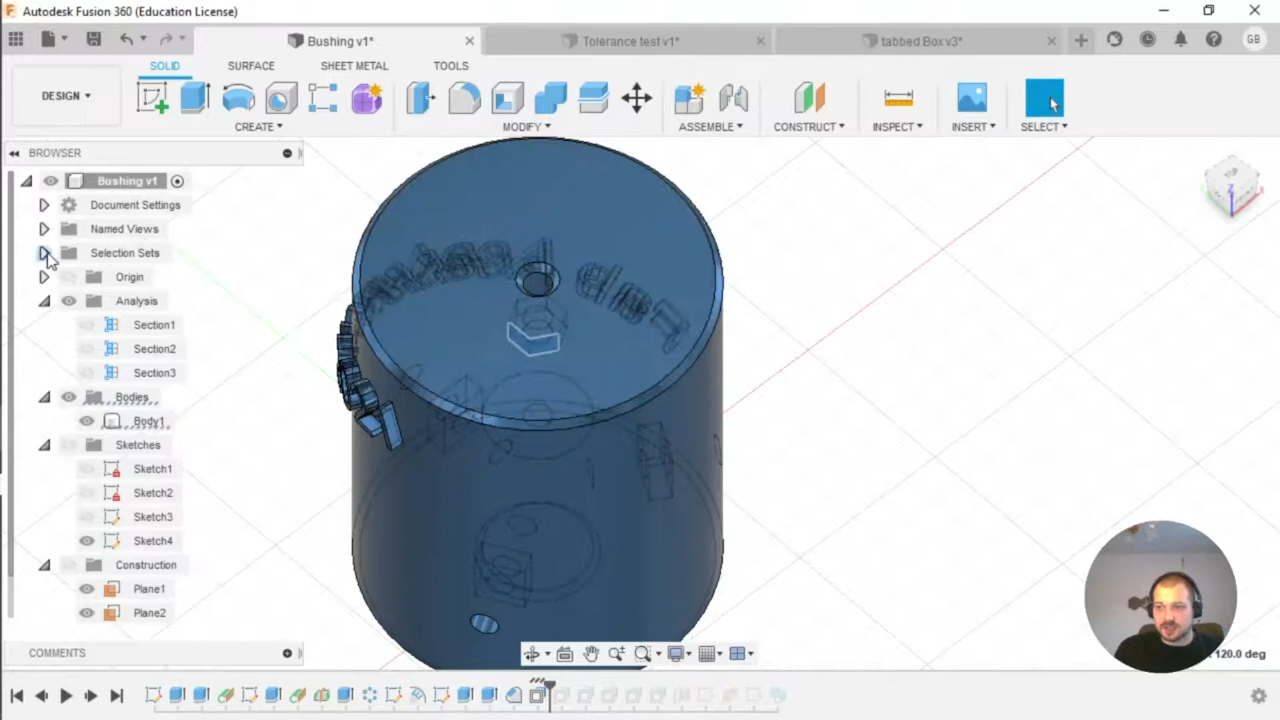 Autodesk Fusion 360 (Education License)
Bushing v1*
Tolerance test v1*
tabbed Box v3*
GB
DESIGN
SOLID
SURFACE
SHEET METAL
TOOLS
CREATE
MODIFY
ASSEMBLE
CONSTRUCT
INSPECT
INSERT
SELECT
BROWSER
Bushing v1
Document Settings
Named Views
Selection Sets
Origin
Analysis
Section1
Section2
Section3
Bodies
Body1
Sketches
Sketch1
Sketch2
Sketch3
Sketch4
Construction
Plane1
Plane2
COMMENTS
120.0 deg